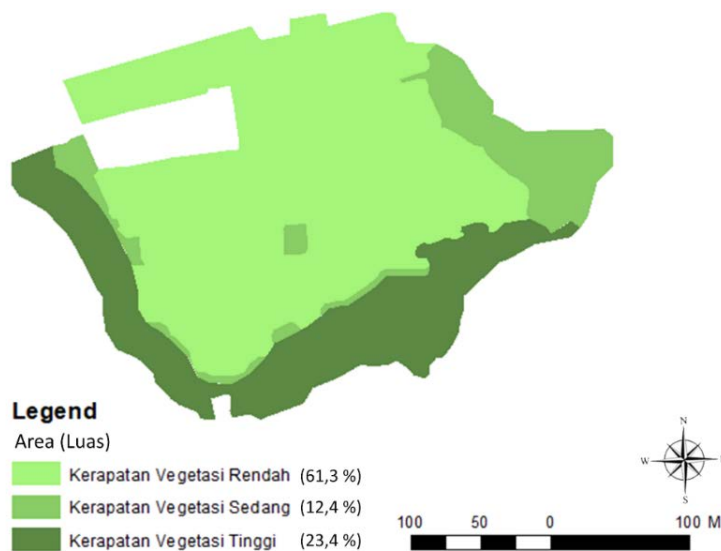 Legend
Area (Luas)
Kerapatan Vegetasi Rendah (61,3 %)
Kerapatan Vegetasi Sedang (12,4 %)
Kerapatan Vegetasi Tinggi (23,4 %)
N
W
S
100 50 0 100 M